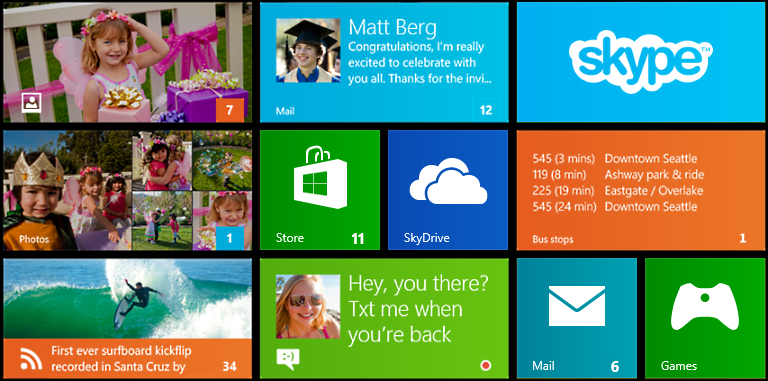 7
Matt Berg
Congratulations, I'm really
excited to celebrate with
you all. Thanks for the invi...
Mail
12
skype™
Photos
1
Store
11
SkyDrive
545 (3 mins) Downtown Seattle
119 (8 min) Ashway park & ride
225 (19 min) Eastgate / Overlake
545 (24 min) Downtown Seattle
Bus stops
1
First ever surfboard kickflip
recorded in Santa Cruz by
34
Hey, you there?
Txt me when
you're back
:-)
Mail
6
Games